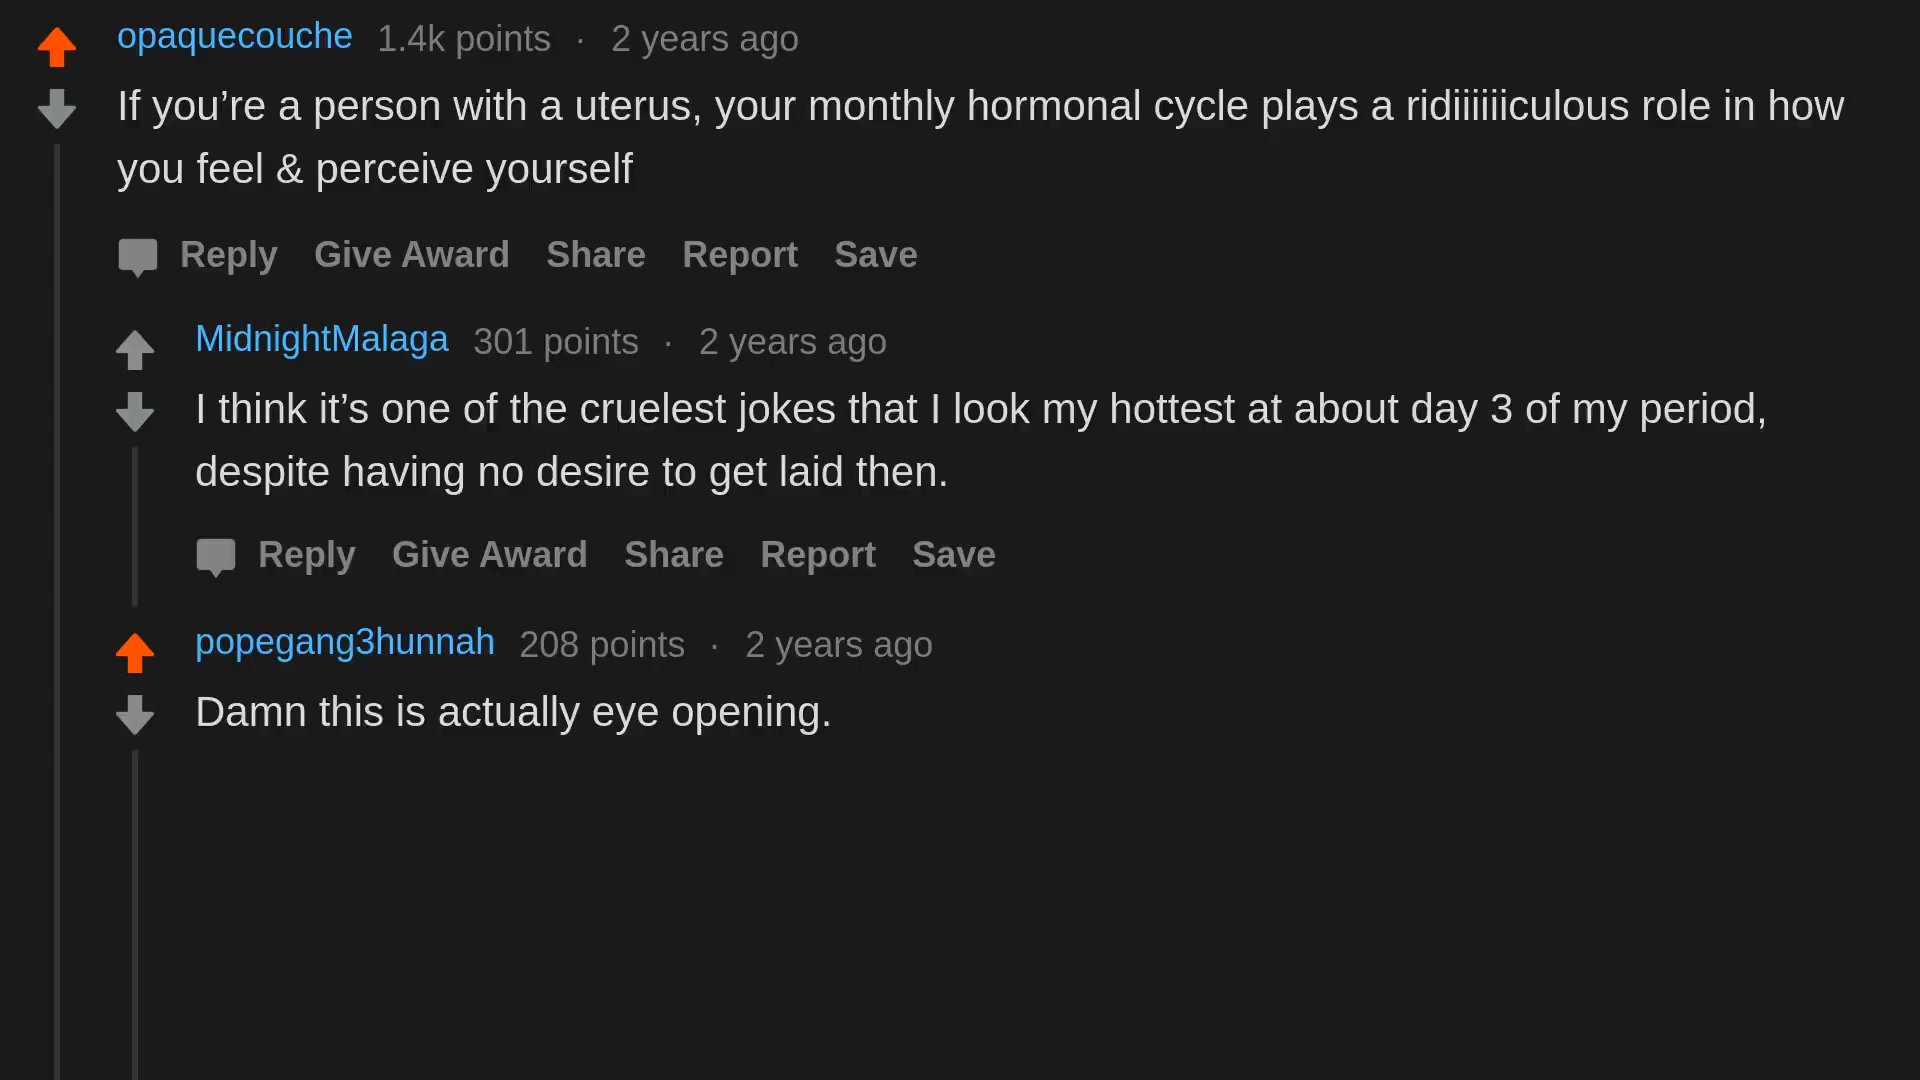 opaquecouche 1.4k points · 2 years ago
If you’re a person with a uterus, your monthly hormonal cycle plays a ridiiiiiiculous role in how
you feel & perceive yourself
Reply Give Award Share Report Save
MidnightMalaga 301 points · 2 years ago
I think it’s one of the cruelest jokes that I look my hottest at about day 3 of my period,
despite having no desire to get laid then.
Reply Give Award Share Report Save
popegang3hunnah 208 points · 2 years ago
Damn this is actually eye opening.